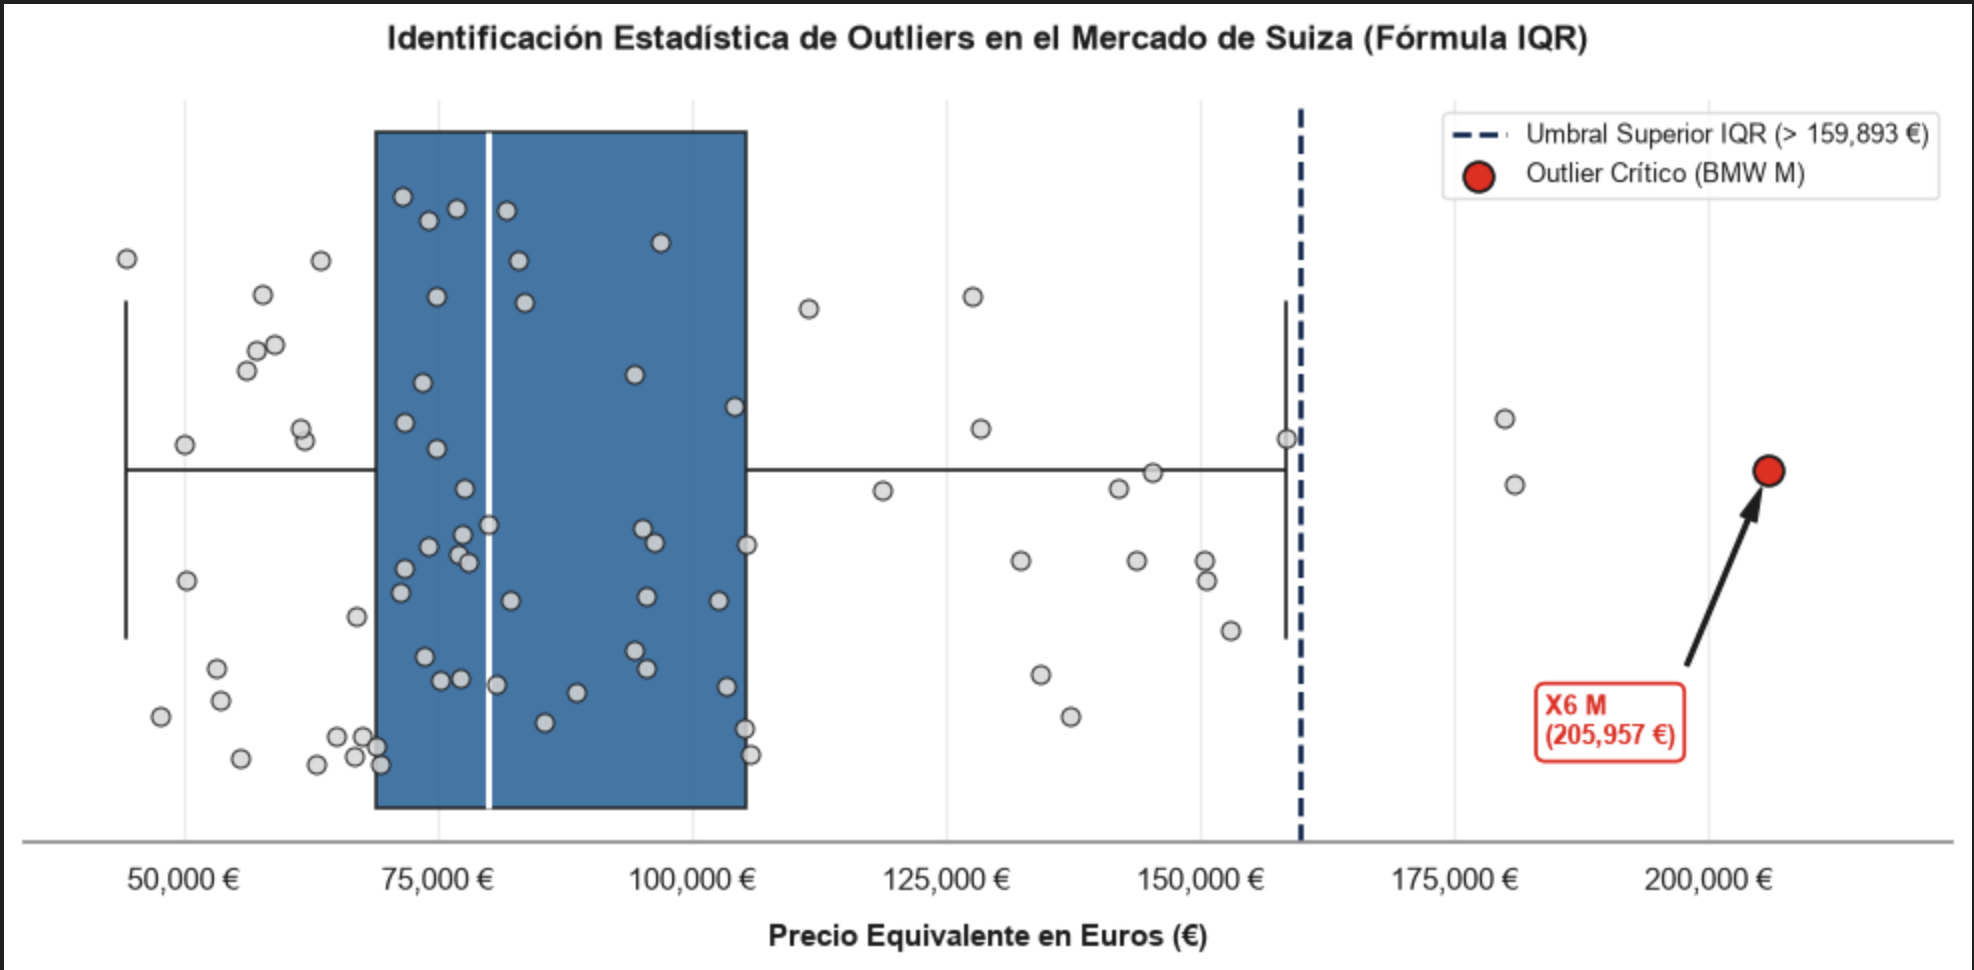 Identificación Estadística de Outliers en el Mercado de Suiza (Fórmula IQR)
Umbral Superior IQR (> 159,893 €)
Outlier Crítico (BMW M)
X6 M
(205,957 €)
50,000 €
75,000 €
100,000 €
125,000 €
150,000 €
175,000 €
200,000 €
Precio Equivalente en Euros (€)